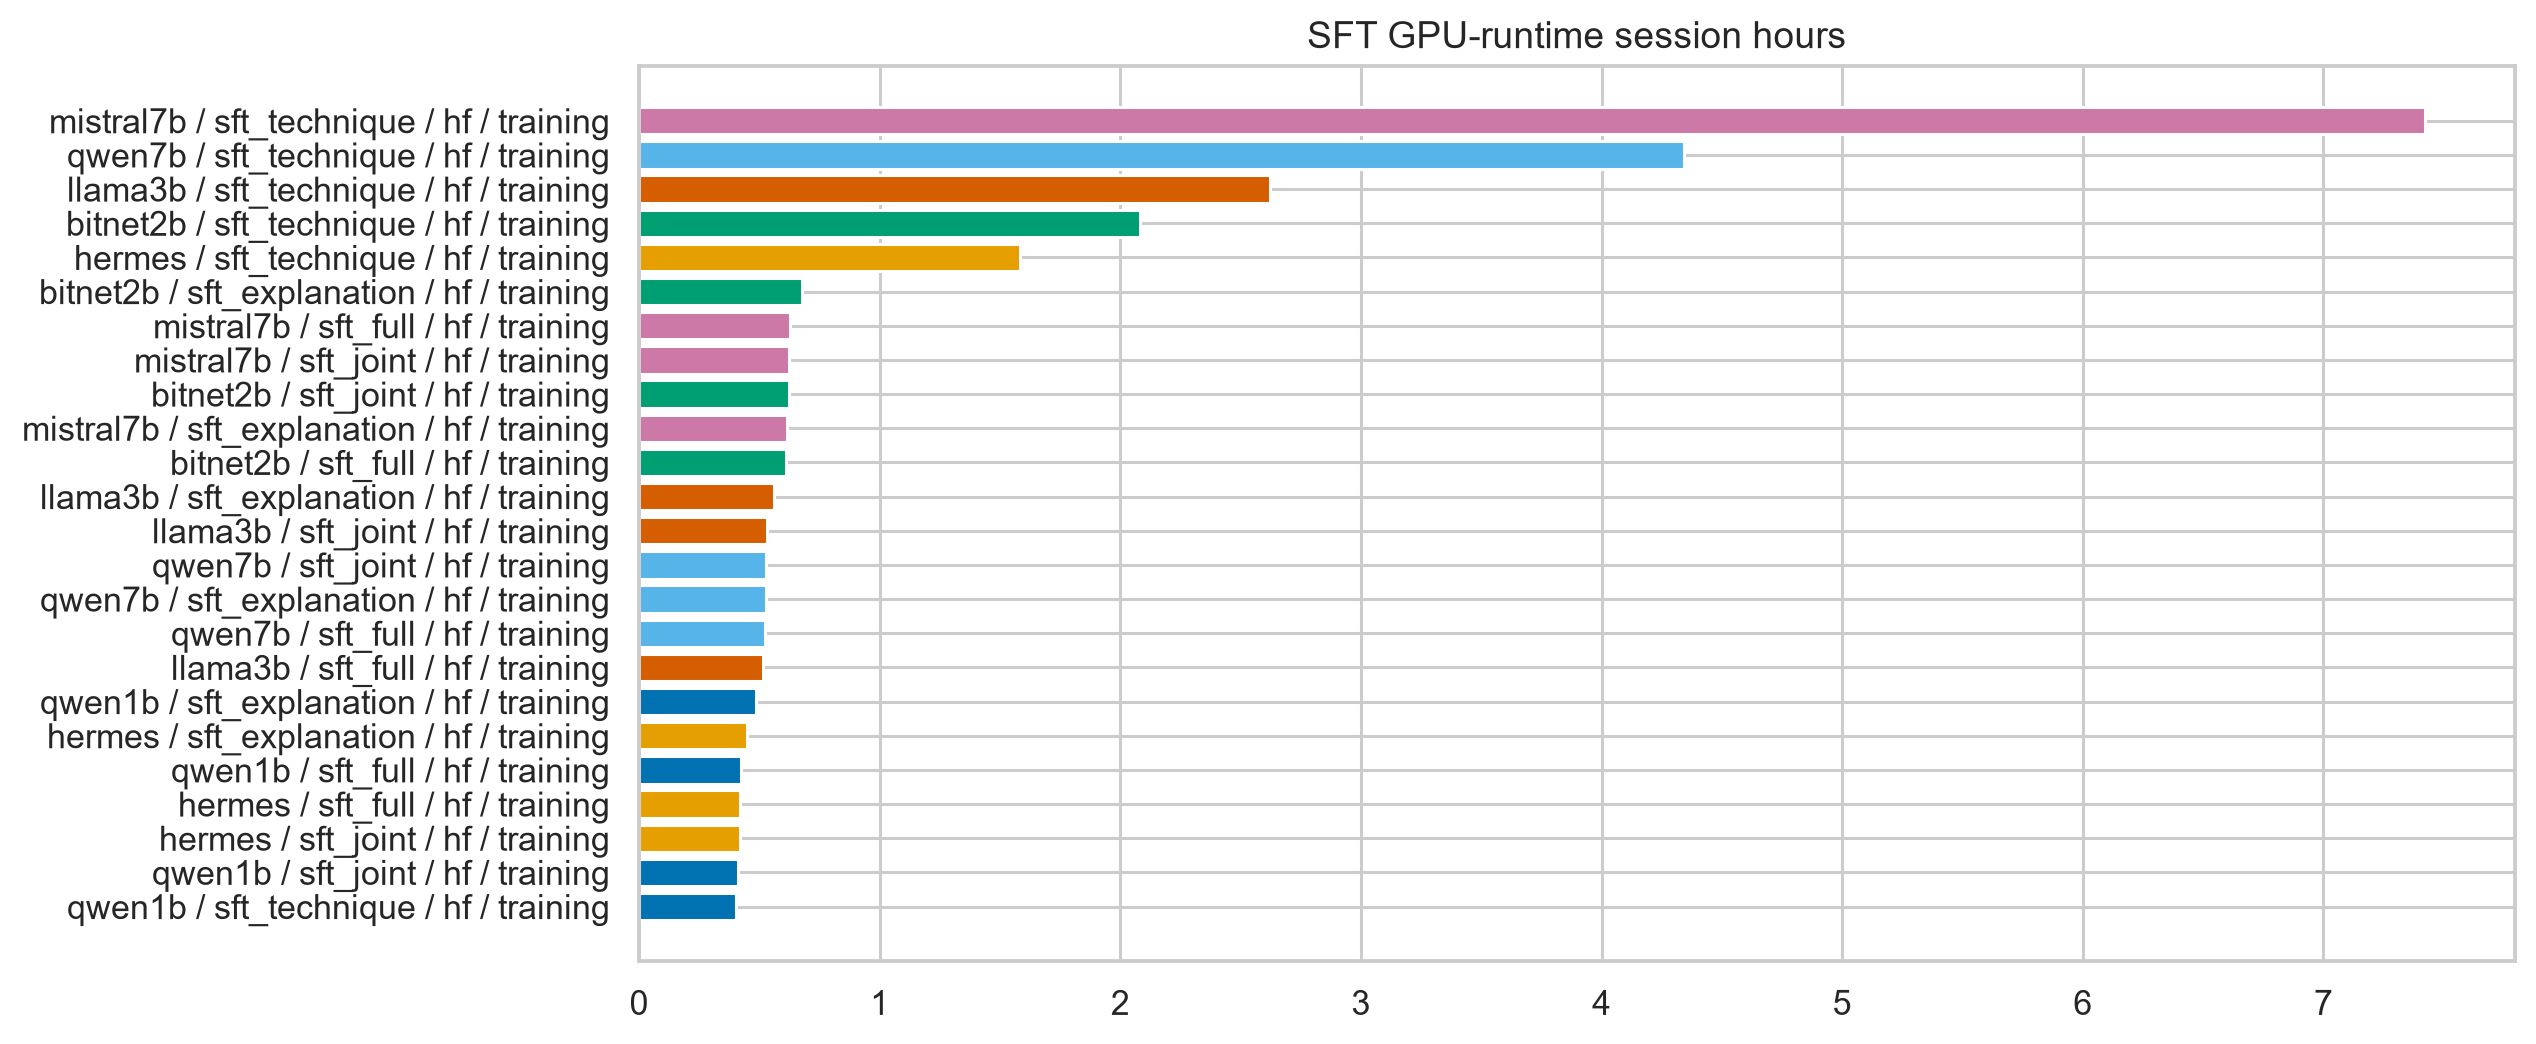 SFT GPU-runtime session hours
mistral7b / sft_technique / hf / training
qwen7b / sft_technique / hf / training
llama3b / sft_technique / hf / training
bitnet2b / sft_technique / hf / training
hermes / sft_technique / hf / training
bitnet2b / sft_explanation / hf / training
mistral7b / sft_full / hf / training
mistral7b / sft_joint / hf / training
bitnet2b / sft_joint / hf / training
mistral7b / sft_explanation / hf / training
bitnet2b / sft_full / hf / training
llama3b / sft_explanation / hf / training
llama3b / sft_joint / hf / training
qwen7b / sft_joint / hf / training
qwen7b / sft_explanation / hf / training
qwen7b / sft_full / hf / training
llama3b / sft_full / hf / training
qwen1b / sft_explanation / hf / training
hermes / sft_explanation / hf / training
qwen1b / sft_full / hf / training
hermes / sft_full / hf / training
hermes / sft_joint / hf / training
qwen1b / sft_joint / hf / training
qwen1b / sft_technique / hf / training
0 1 2 3 4 5 6 7